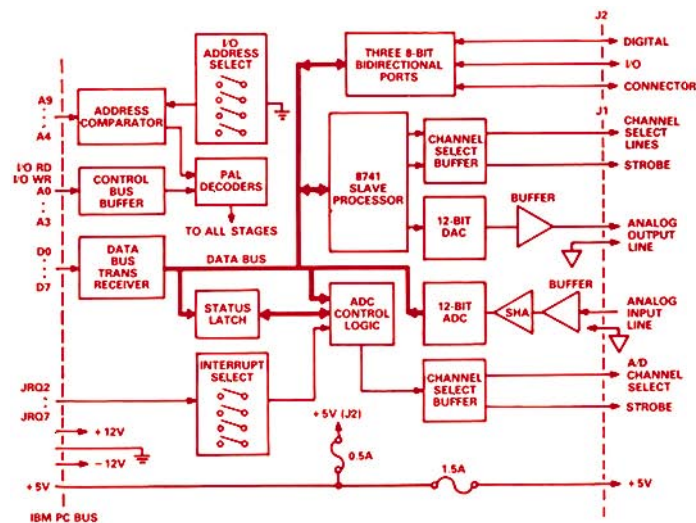 J2
I/O
ADDRESS
SELECT
THREE 8-BIT
BIDIRECTIONAL
PORTS
DIGITAL
I/O
CONNECTOR
A9
A4
ADDRESS
COMPARATOR
J1
CHANNEL
SELECT
LINES
STROBE
CHANNEL
SELECT
BUFFER
8741
SLAVE
PROCESSOR
I/O RD
I/O WR
A0
A3
CONTROL
BUS
BUFFER
PAL
DECODERS
TO ALL STAGES
12-BIT
DAC
BUFFER
ANALOG
OUTPUT
LINE
D0
D7
DATA
BUS
TRANS
RECEIVER
DATA BUS
STATUS
LATCH
ADC
CONTROL
LOGIC
12-BIT
ADC
SHA
BUFFER
ANALOG
INPUT
LINE
INTERRUPT
SELECT
CHANNEL
SELECT
BUFFER
A/D
CHANNEL
SELECT
STROBE
JRQ2
JRQ7
+12V
-12V
+5V
+5V (J2)
0.5A
1.5A
+5V
IBM PC BUS